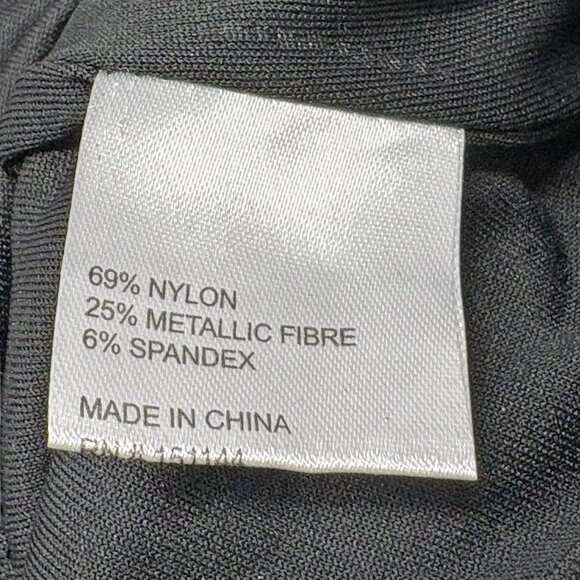 69% NYLON
25% METALLIC FIBRE
6% SPANDEX
MADE IN CHINA